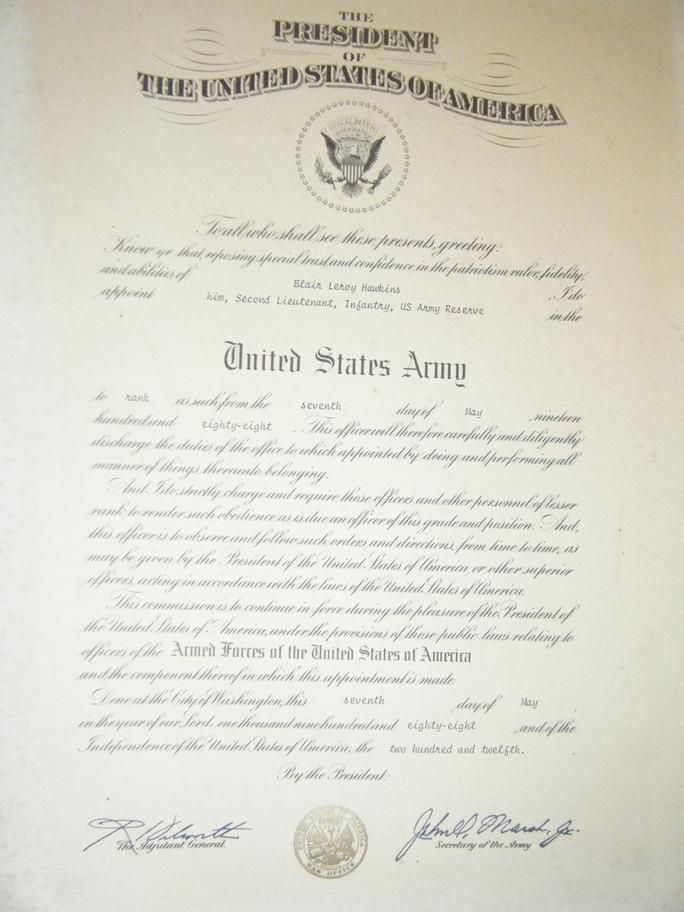 THE
PRESIDENT
OF
THE UNITED STATES OF AMERICA
To all who shall see these presents, greeting:
Know ye that, reposing special trust and confidence in the patriotism, valor, fidelity,
and abilities of Blair Leroy Hawkins , I do
appoint him, Second Lieutenant, Infantry, US Army Reserve in the
United States Army
to rank as such from the seventh day of May , nineteen
hundred and eighty-eight . This officer will therefore carefully and diligently
discharge the duties of the office to which appointed by doing and performing all
manner of things thereunto belonging.
And I do strictly charge and require those officers and other personnel of lesser
rank to render such obedience as is due an officer of this grade and position. And,
this officer is to observe and follow such orders and directions, from time to time, as
may be given by the President of the United States of America or other superior
officers, acting in accordance with the laws of the United States of America.
This commission is to continue in force during the pleasure of the President of
the United States of America, under the provisions of those public laws relating to
officers of the Armed Forces of the United States of America
and the component thereof in which this appointment is made.
Done at the City of Washington, this seventh day of May
in the year of our Lord, one thousand nine hundred and eighty-eight , and of the
Independence of the United States of America, the two hundred and twelfth.
By the President:
John O. Marsh, Jr.
The Adjutant General.
Secretary of the Army
WAR OFFICE